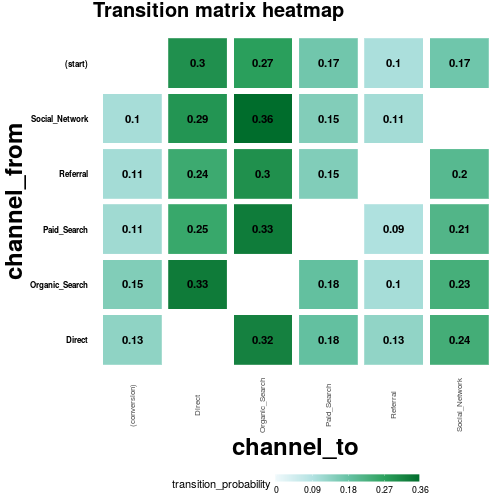 Transition matrix heatmap
(start) 0.3 0.27 0.17 0.1 0.17
Social_Network 0.1 0.29 0.36 0.15 0.11
Referral 0.11 0.24 0.3 0.15 0.2
Paid_Search 0.11 0.25 0.33 0.09 0.21
Organic_Search 0.15 0.33 0.18 0.1 0.23
Direct 0.13 0.32 0.18 0.13 0.24
channel_from
(conversion) Direct Organic_Search Paid_Search Referral Social_Network
channel_to
transition_probability
0 0.09 0.18 0.27 0.36